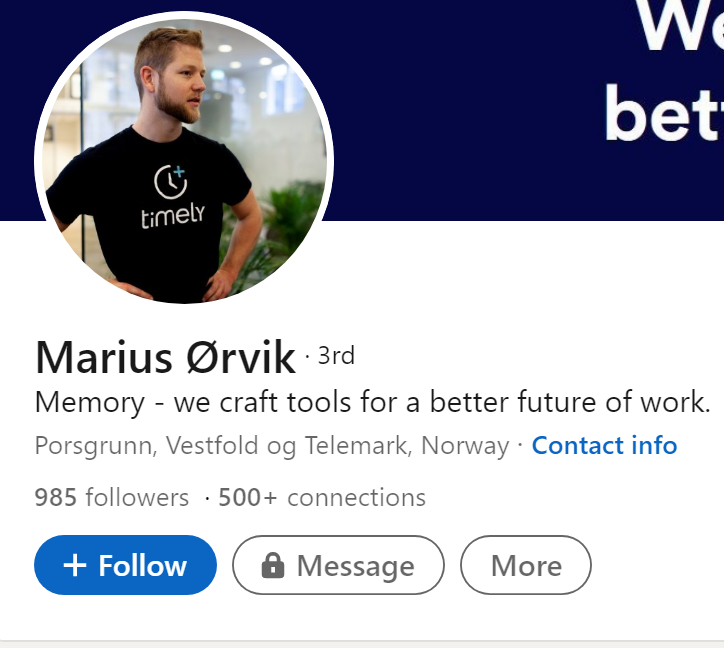 We
bet
timely
Marius Ørvik · 3rd
Memory - we craft tools for a better future of work.
Porsgrunn, Vestfold og Telemark, Norway · Contact info
985 followers · 500+ connections
+ Follow
Message
More